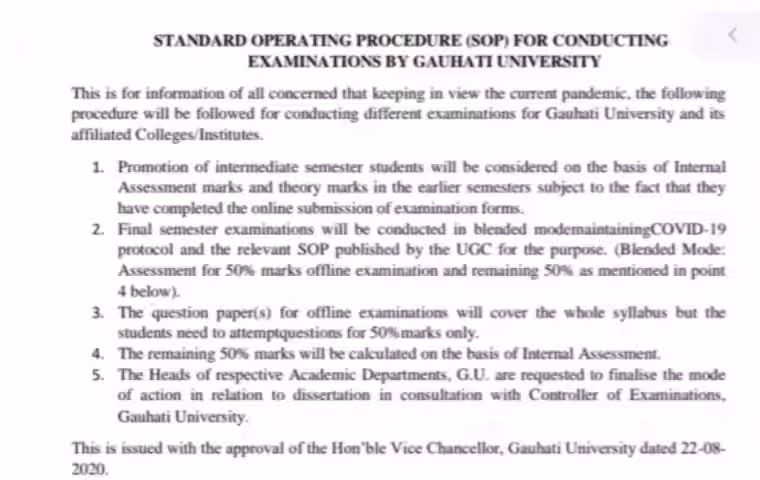 STANDARD OPERATING PROCEDURE (SOP) FOR CONDUCTING
EXAMINATIONS BY GAUHATI UNIVERSITY
This is for information of all concerned that keeping in view the current pandemic, the following
procedure will be followed for conducting different examinations for Gauhati University and its
affiliated Colleges/Institutes.
1. Promotion of intermediate semester students will be considered on the basis of Internal
Assessment marks and theory marks in the earlier semesters subject to the fact that they
have completed the online submission of examination forms.
2. Final semester examinations will be conducted in blended modemaintainingCOVID-19
protocol and the relevant SOP published by the UGC for the purpose. (Blended Mode:
Assessment for 50% marks offline examination and remaining 50% as mentioned in point
4 below).
3. The question paper(s) for offline examinations will cover the whole syllabus but the
students need to attemptquestions for 50%marks only.
4. The remaining 50% marks will be calculated on the basis of Internal Assessment.
5. The Heads of respective Academic Departments, G.U. are requested to finalise the mode
of action in relation to dissertation in consultation with Controller of Examinations,
Gauhati University.
This is issued with the approval of the Hon'ble Vice Chancellor, Gauhati University dated 22-08-
2020.